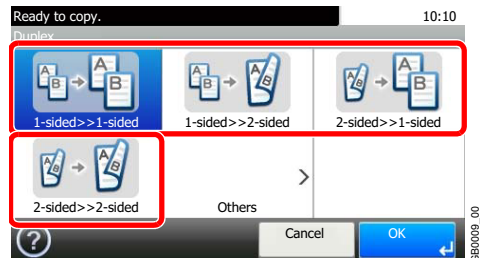 Ready to copy.
10:10
Duplex
A
B
A
B
A
B
A
B
A
B
A
B
1-sided>>1-sided
1-sided>>2-sided
2-sided>>1-sided
A
B
A
B
2-sided>>2-sided
Others
?
Cancel
OK
GB0009_00